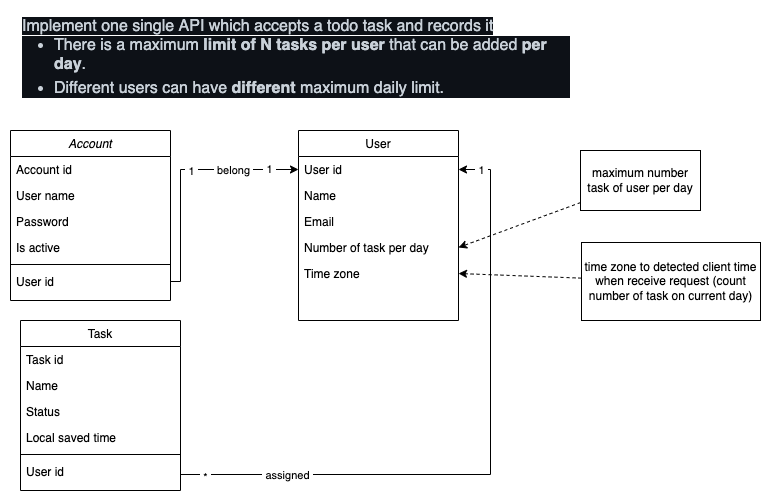 Implement one single API which accepts a todo task and records it
• There is a maximum limit of N tasks per user that can be added per
day.
• Different users can have different maximum daily limit.
Account
Account id
User name
Password
Is active
User id
1 belong 1
User
User id
Name
Email
Number of task per day
Time zone
1
maximum number
task of user per day
time zone to detected client time
when receive request (count
number of task on current day)
Task
Task id
Name
Status
Local saved time
User id
* assigned